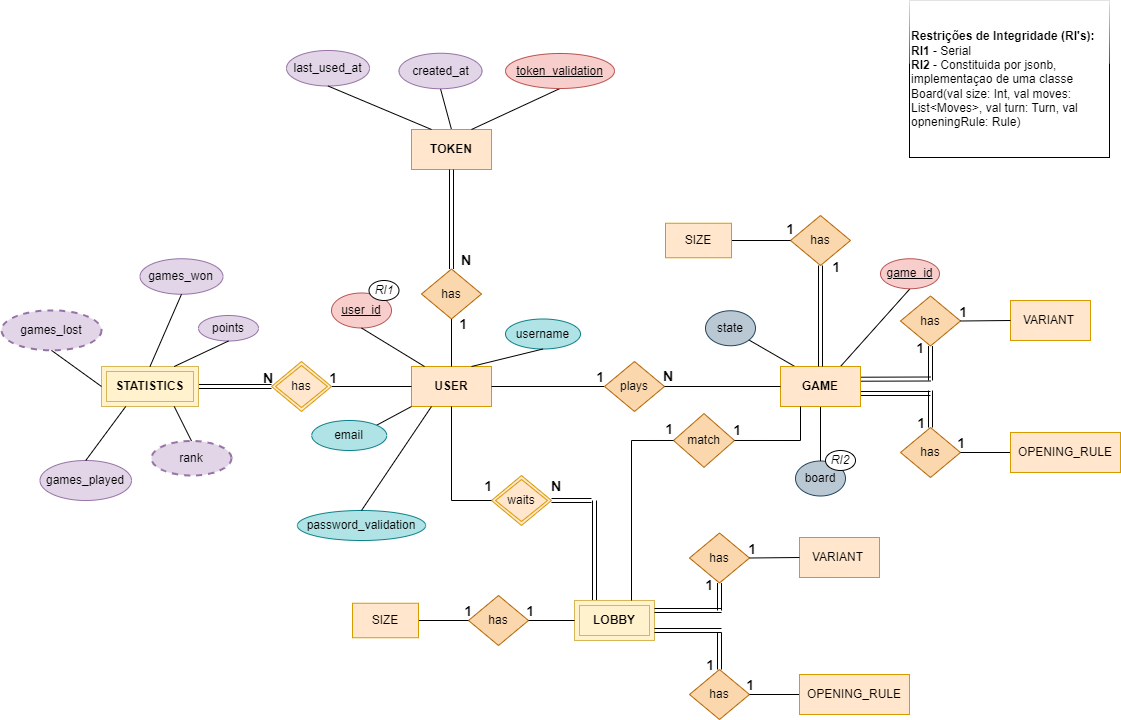 Restrições de Integridade (RI's):
RI1 - Serial
RI2 - Constituida por jsonb,
implementaçao de uma classe
Board(val size: Int, val moves:
List<Moves>, val turn: Turn, val
opneningRule: Rule)
last_used_at
created_at
token_validation
TOKEN
N
has
1
SIZE
1
has
1
game_id
games_won
RI1
user_id
games_lost
points
username
state
has
1
VARIANT
1
STATISTICS
N
has
1
USER
1
plays
N
GAME
email
1
match
1
1
has
1
OPENING_RULE
rank
RI2
board
games_played
1
waits
N
password_validation
has
1
VARIANT
1
SIZE
1
has
1
LOBBY
1
has
1
OPENING_RULE